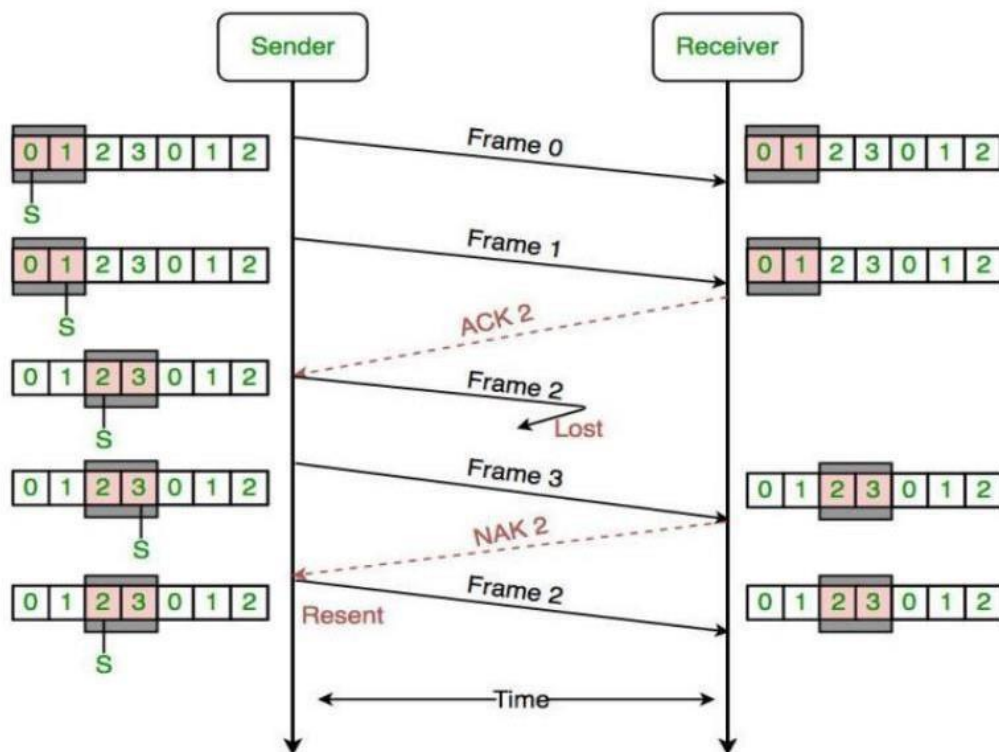 Sender
Receiver
0 1 2 3 0 1 2
S
Frame 0
0 1 2 3 0 1 2
0 1 2 3 0 1 2
S
Frame 1
0 1 2 3 0 1 2
ACK 2
0 1 2 3 0 1 2
S
Frame 2
Lost
0 1 2 3 0 1 2
S
Frame 3
0 1 2 3 0 1 2
NAK 2
0 1 2 3 0 1 2
S
Resent
Frame 2
0 1 2 3 0 1 2
Time